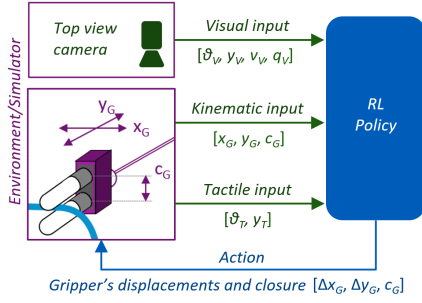 Environment/Simulator
Top view
camera
Visual input
[ϑV, yV, vV, qV]
yG
xG
cG
Kinematic input
[xG, yG, cG]
Tactile input
[ϑT, yT]
RL
Policy
Action
Gripper's displacements and closure [ΔxG, ΔyG, cG]